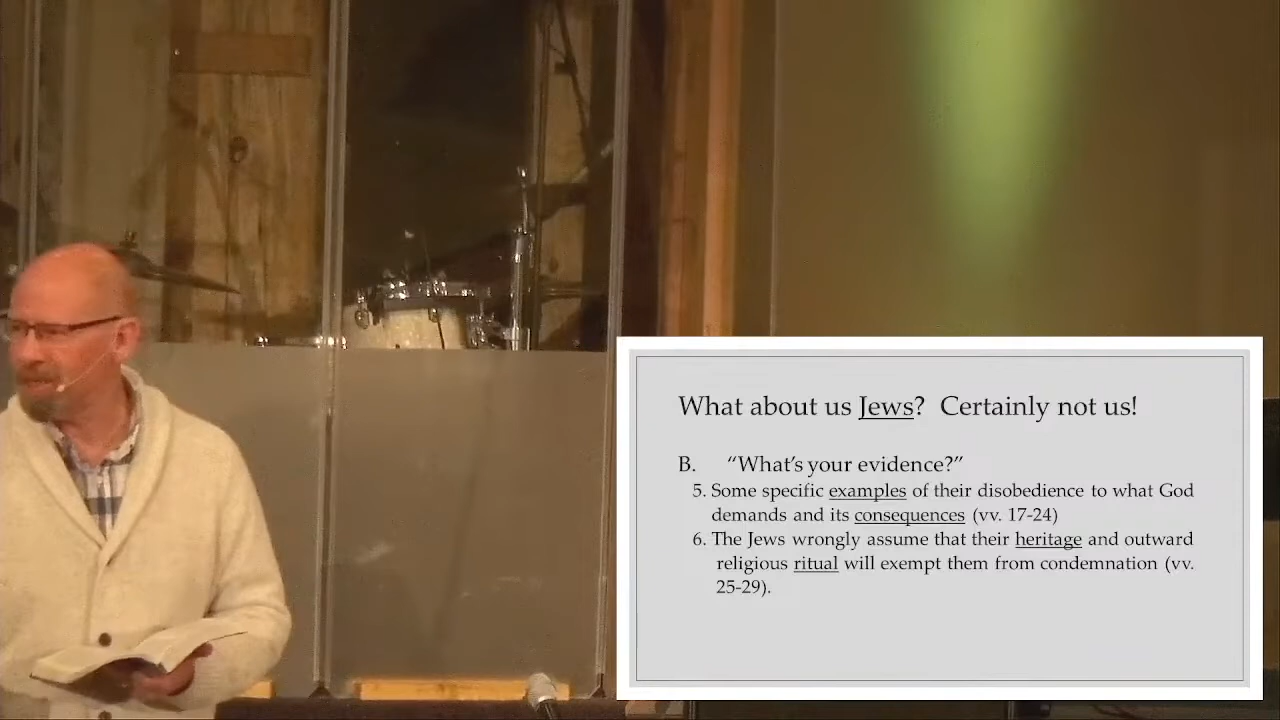 What about us Jews? Certainly not us!
B. “What’s your evidence?”
5. Some specific examples of their disobedience to what God
demands and its consequences (vv. 17-24)
6. The Jews wrongly assume that their heritage and outward
religious ritual will exempt them from condemnation (vv.
25-29).